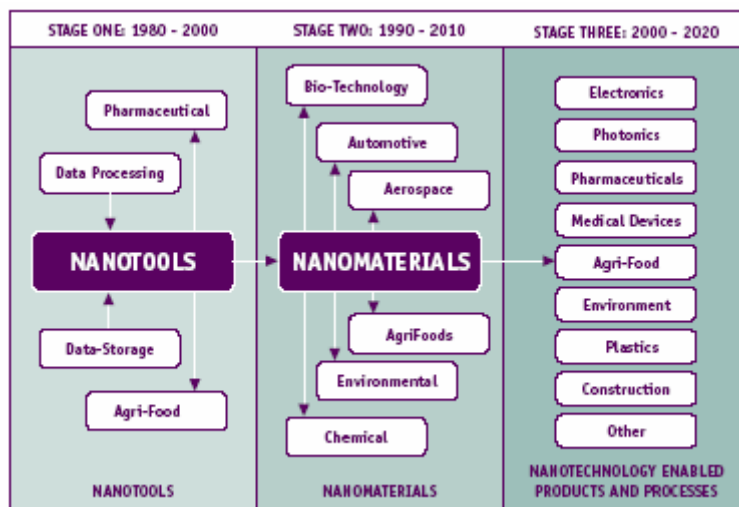 STAGE ONE: 1980 - 2000
STAGE TWO: 1990 - 2010
STAGE THREE: 2000 - 2020
Pharmaceutical
Data Processing
NANOTOOLS
Data-Storage
Agri-Food
NANOTOOLS
Bio-Technology
Automotive
Aerospace
NANOMATERIALS
AgriFoods
Environmental
Chemical
NANOMATERIALS
Electronics
Photonics
Pharmaceuticals
Medical Devices
Agri-Food
Environment
Plastics
Construction
Other
NANOTECHNOLOGY ENABLED
PRODUCTS AND PROCESSES